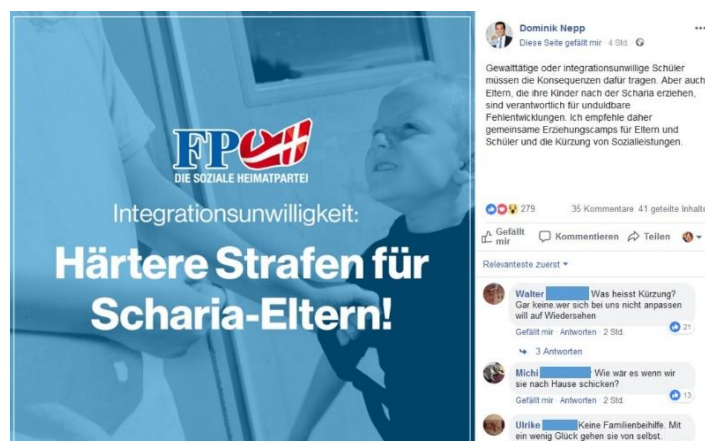 FPÖ
DIE SOZIALE HEIMATPARTEI
Integrationsunwilligkeit:
Härtere Strafen für
Scharia-Eltern!
Dominik Nepp
Diese Seite gefällt mir · 4 Std. ·
Gewalttätige oder integrationsunwillige Schüler
müssen die Konsequenzen dafür tragen. Aber auch
Eltern, die ihre Kinder nach der Scharia erziehen,
sind verantwortlich für unduldbare
Fehlentwicklungen. Ich empfehle daher
gemeinsame Erziehungscamps für Eltern und
Schüler und die Kürzung von Sozialleistungen.
279 35 Kommentare 41 geteilte Inhalte
Gefällt mir Kommentieren Teilen
Relevanteste zuerst
Walter Was heisst Kürzung?
Gar keine.wer sich bei uns nicht anpassen
will auf Wiedersehen
Gefällt mir · Antworten · 2 Std. 21
3 Antworten
Michi Wie wär es wenn wir
sie nach Hause schicken?
Gefällt mir · Antworten · 2 Std. 13
Ulrike Keine Familienbeihilfe. Mit
ein wenig Glück gehen sie von selbst.